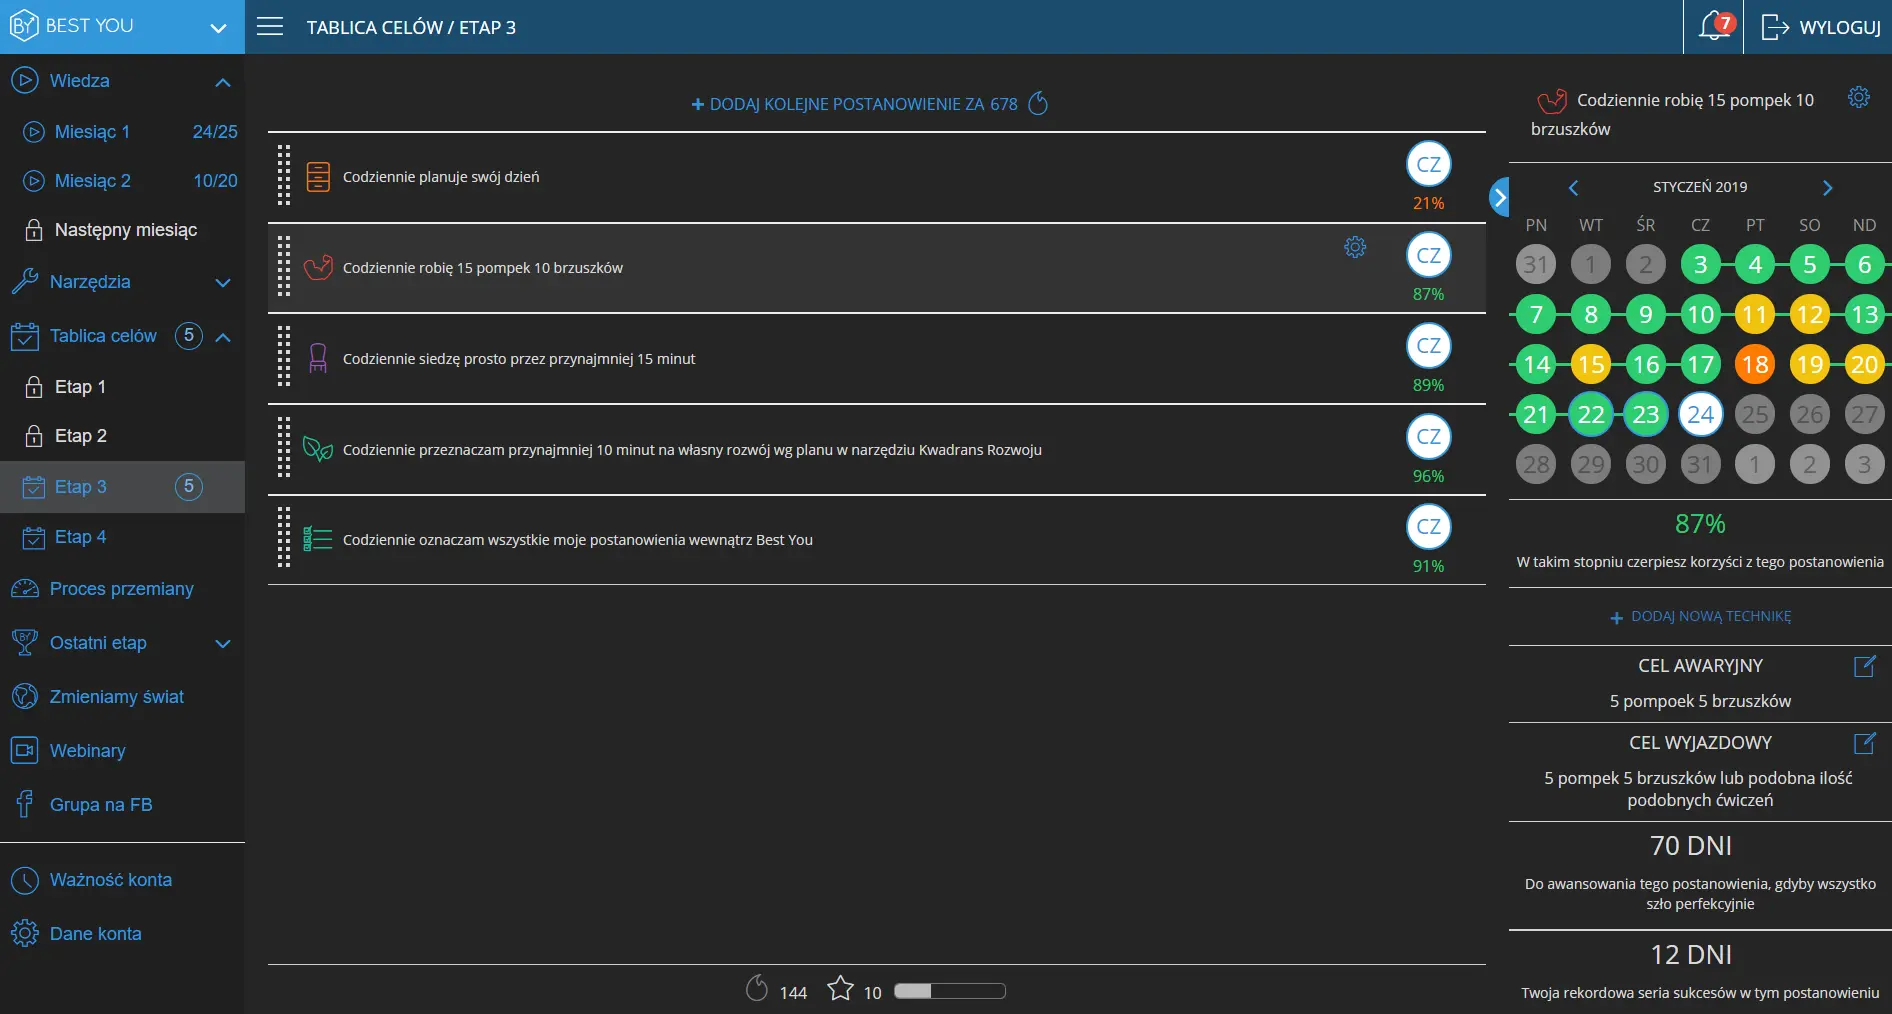 BY BEST YOU
TABLICA CELÓW / ETAP 3
7
WYLOGUJ
Wiedza
Miesiąc 1 24/25
Miesiąc 2 10/20
Następny miesiąc
Narzędzia
Tablica celów 5
Etap 1
Etap 2
Etap 3 5
Etap 4
Proces przemiany
BY Ostatni etap
Zmieniamy świat
Webinary
Grupa na FB
Ważność konta
Dane konta
+ DODAJ KOLEJNE POSTANOWIENIE ZA 678
Codziennie planuje swój dzień
CZ
21%
Codziennie robię 15 pompek 10 brzuszków
CZ
87%
Codziennie siedzę prosto przez przynajmniej 15 minut
CZ
89%
Codziennie przeznaczam przynajmniej 10 minut na własny rozwój wg planu w narzędziu Kwadrans Rozwoju
CZ
96%
Codziennie oznaczam wszystkie moje postanowienia wewnątrz Best You
CZ
91%
144 10
Codziennie robię 15 pompek 10
brzuszków
STYCZEŃ 2019
PN WT ŚR CZ PT SO ND
31 1 2 3 4 5 6
7 8 9 10 11 12 13
14 15 16 17 18 19 20
21 22 23 24 25 26 27
28 29 30 31 1 2 3
87%
W takim stopniu czerpiesz korzyści z tego postanowienia
+ DODAJ NOWĄ TECHNIKĘ
CEL AWARYJNY
5 pompoek 5 brzuszków
CEL WYJAZDOWY
5 pompek 5 brzuszków lub podobna ilość
podobnych ćwiczeń
70 DNI
Do awansowania tego postanowienia, gdyby wszystko
szło perfekcyjnie
12 DNI
Twoja rekordowa seria sukcesów w tym postanowieniu